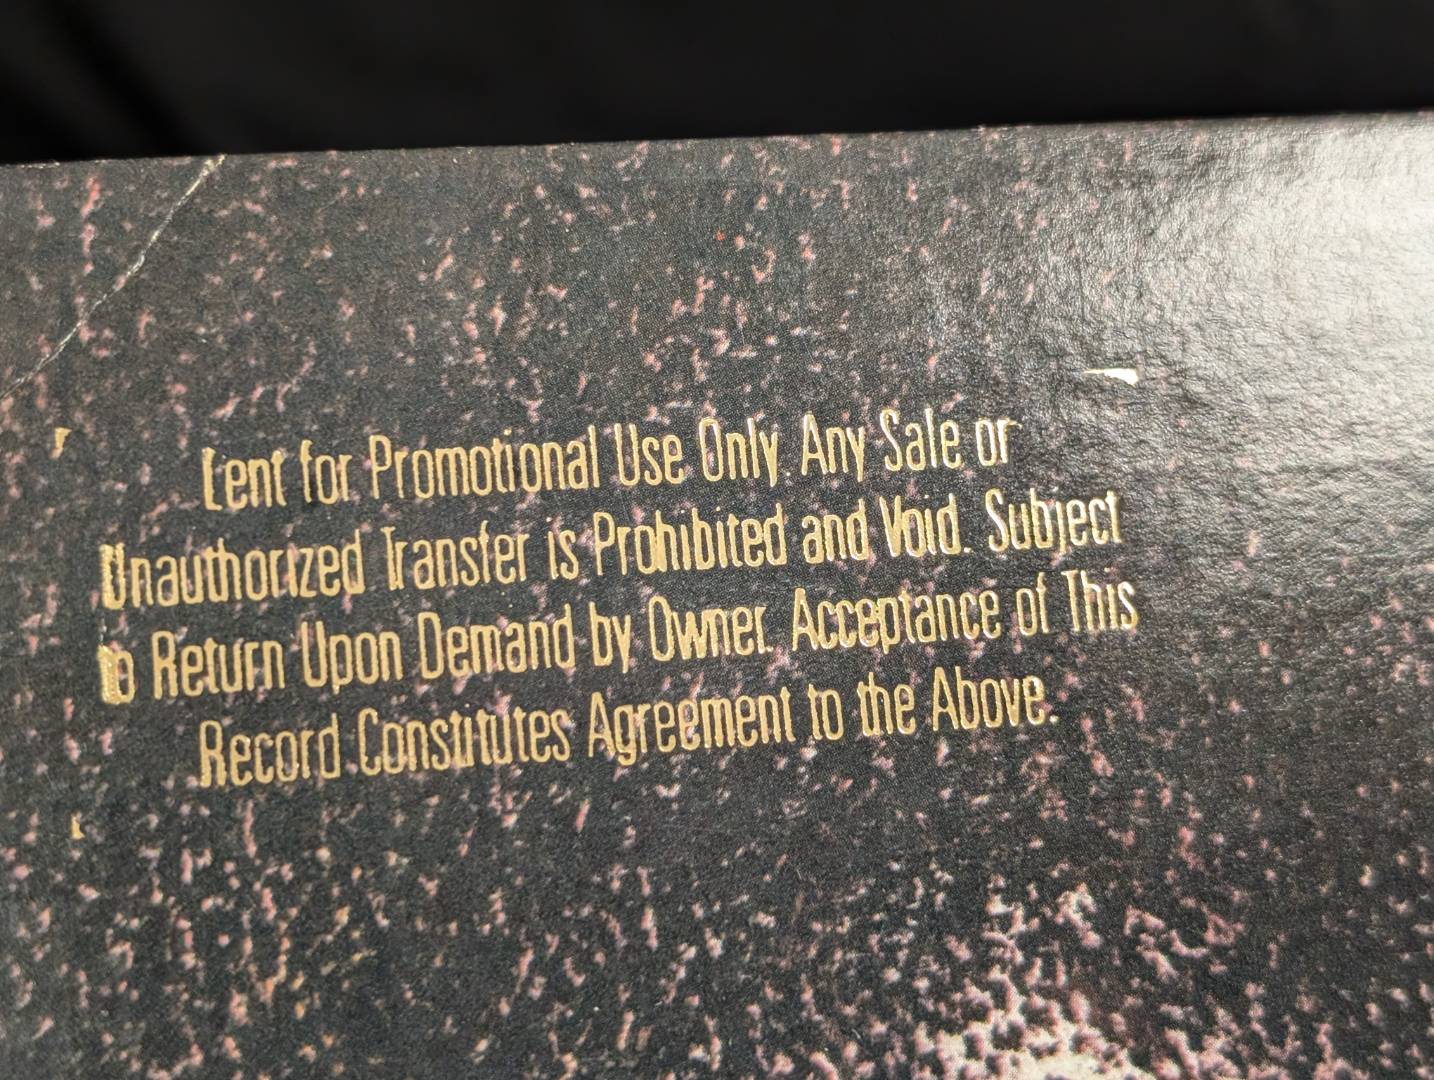 Lent for Promotional Use Only. Any Sale or
Unauthorized Transfer is Prohibited and Void. Subject
to Return Upon Demand by Owner. Acceptance of This
Record Constitutes Agreement to the Above.